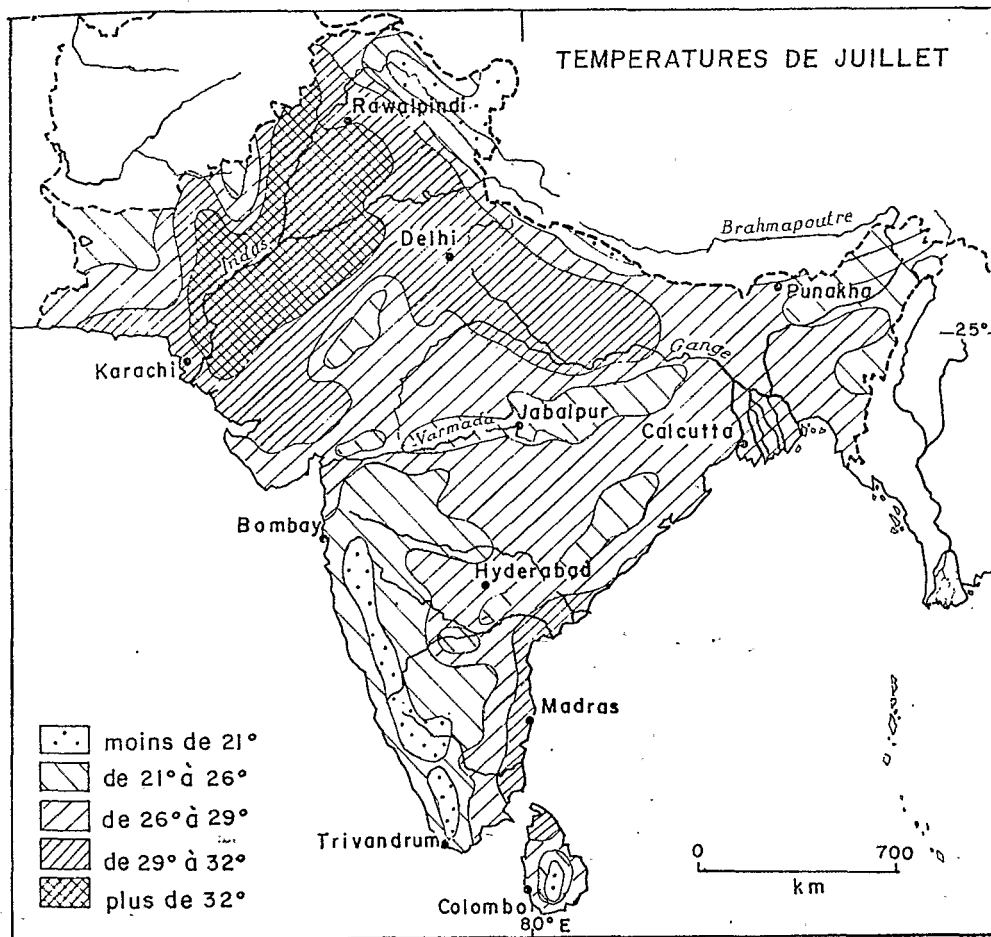 TEMPERATURES DE JUILLET
Rawalpindi
Brahmapoutre
Delhi
Indus
Punakha
25°
Gange
Karachi
Jabalpur
Varmada
Calcutta
Bombay
Hyderabad
Madras
moins de 21°
de 21° à 26°
de 26° à 29°
de 29° à 32°
plus de 32°
Trivandrum
0 700
km
Colombo
80° E